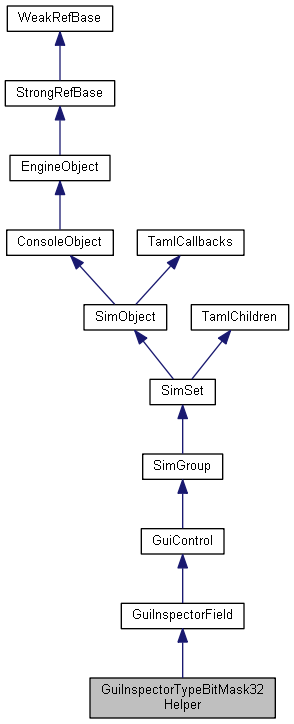 WeakRefBase
StrongRefBase
EngineObject
ConsoleObject
TamlCallbacks
SimObject
TamlChildren
SimSet
SimGroup
GuiControl
GuiInspectorField
GuiInspectorTypeBitMask32
Helper